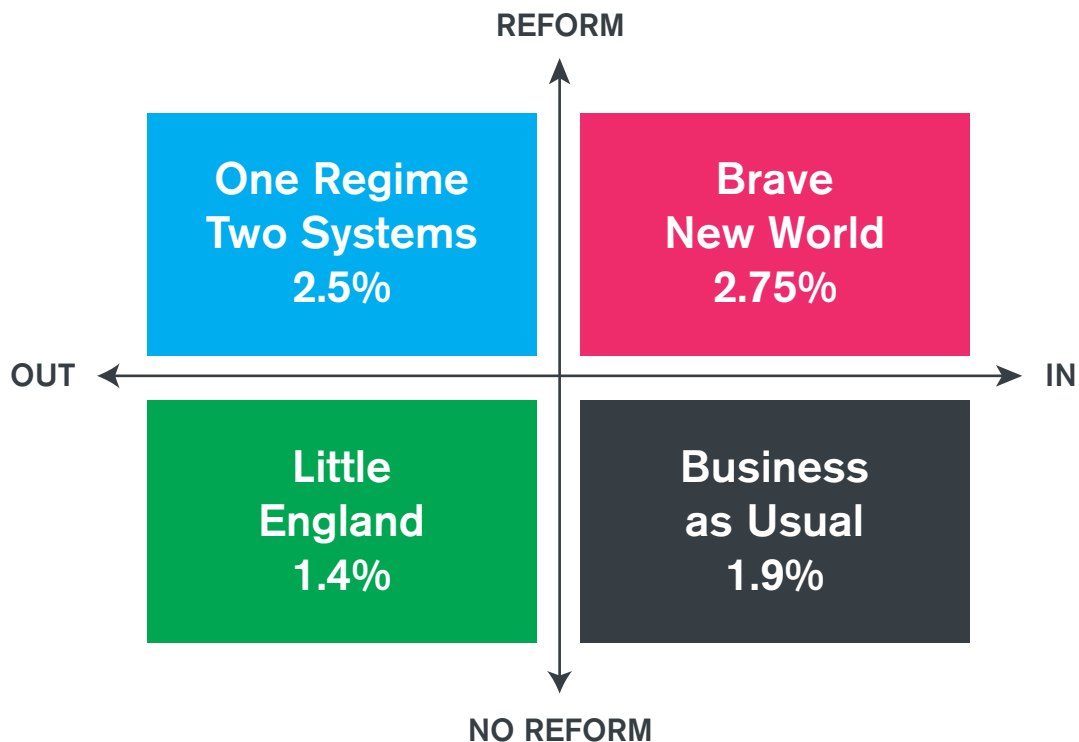 REFORM
One Regime
Two Systems
2.5%
Brave
New World
2.75%
OUT
IN
Little
England
1.4%
Business
as Usual
1.9%
NO REFORM